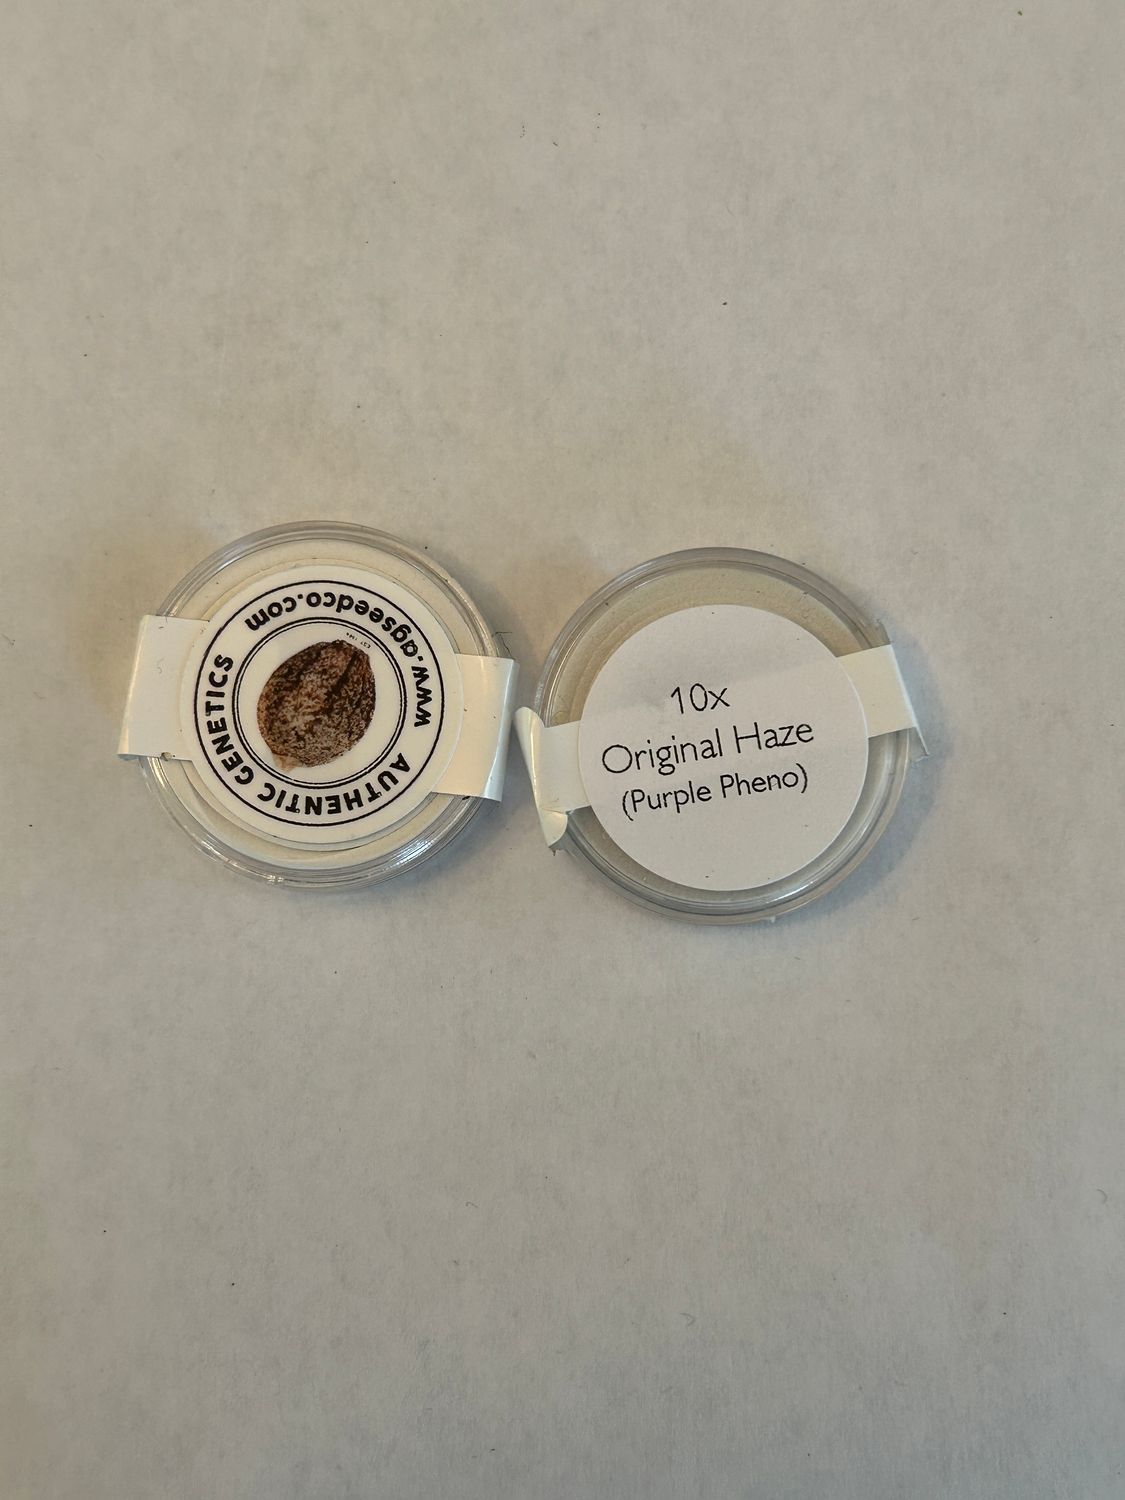 www.agseedco.com
AUTHENTIC GENETICS
10x
Original Haze
(Purple Pheno)